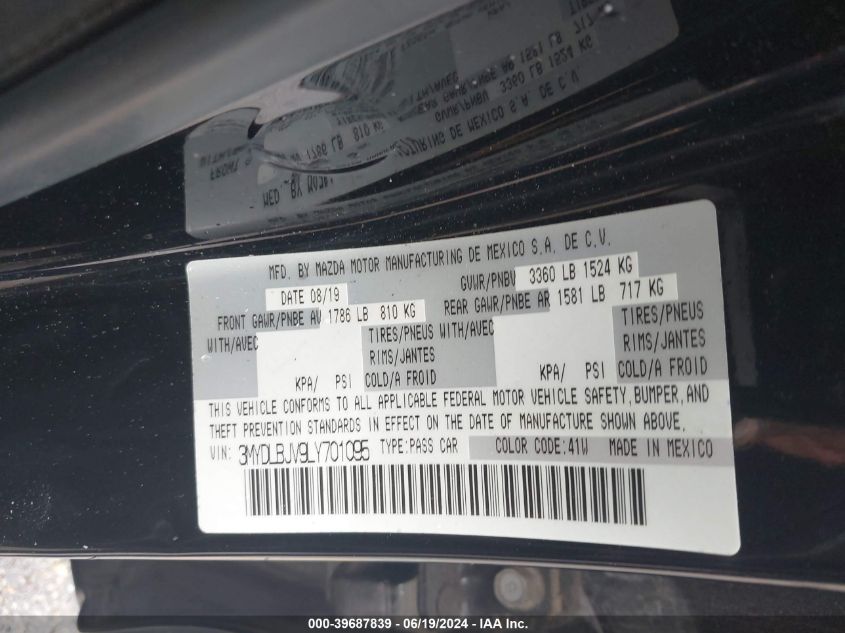 MFD. BY MAZDA MOTOR MANUFACTURING DE MEXICO S.A. DE C.V.
DATE 08/19 GVWR/PNBV 3360 LB 1524 KG
FRONT GAWR/PNBE AV 1786 LB 810 KG REAR GAWR/PNBE AR 1581 LB 717 KG
WITH/AVEC TIRES/PNEUS WITH/AVEC TIRES/PNEUS
RIMS/JANTES RIMS/JANTES
KPA/ PSI COLD/A FROID KPA/ PSI COLD/A FROID
THIS VEHICLE CONFORMS TO ALL APPLICABLE FEDERAL MOTOR VEHICLE SAFETY, BUMPER, AND
THEFT PREVENTION STANDARDS IN EFFECT ON THE DATE OF MANUFACTURE SHOWN ABOVE.
VIN: 3MYDLBJV9LY701095 TYPE:PASS CAR COLOR CODE:41W MADE IN MEXICO
000-39687839 - 06/19/2024 - IAA Inc.